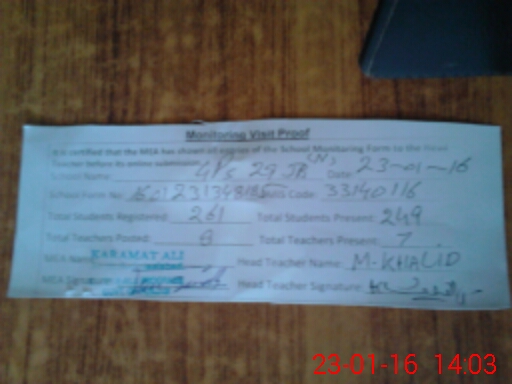 Monitoring Visit Proof
It is certified that the MEA has shown all expects of the School Monitoring Form to the Head
Teacher before its online submission
School Name: GPS 29 JB (N) Date: 23-01-16
School Form No: Code: 33140116
Total Students Registered: 261 Total Students Present: 249
Total Teachers Posted: 8 Total Teachers Present: 7
MEA Name: KARAMAT ALI Head Teacher Name: M-KHALID
MEA Signature: Head Teacher Signature:
23-01-16 14:03